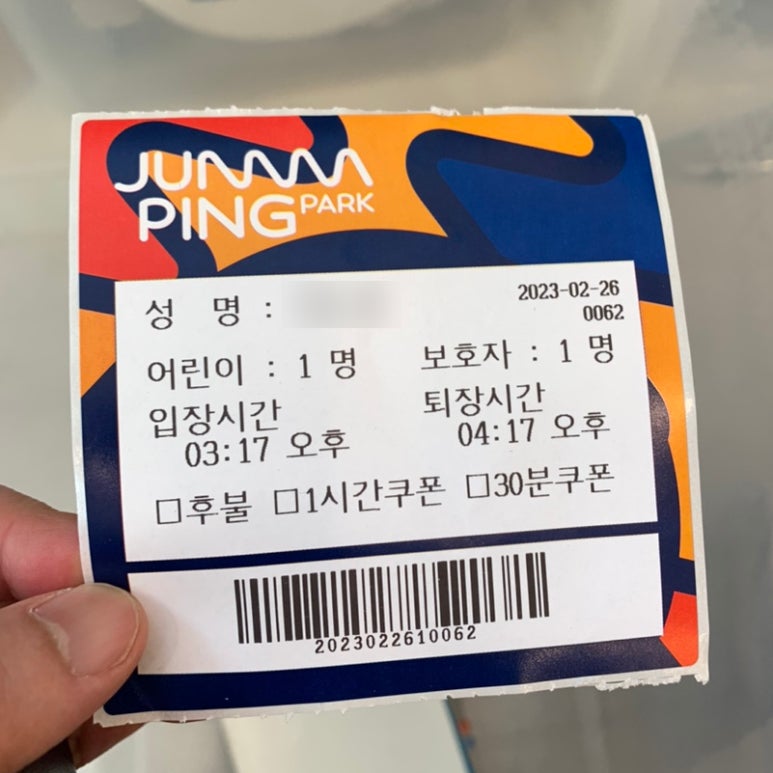 JUMMM
PING PARK
성 명 :
2023-02-26
0062
어린이 : 1 명 보호자 : 1 명
입장시간 퇴장시간
03:17 오후 04:17 오후
□후불 □1시간쿠폰 □30분쿠폰
2023022610062